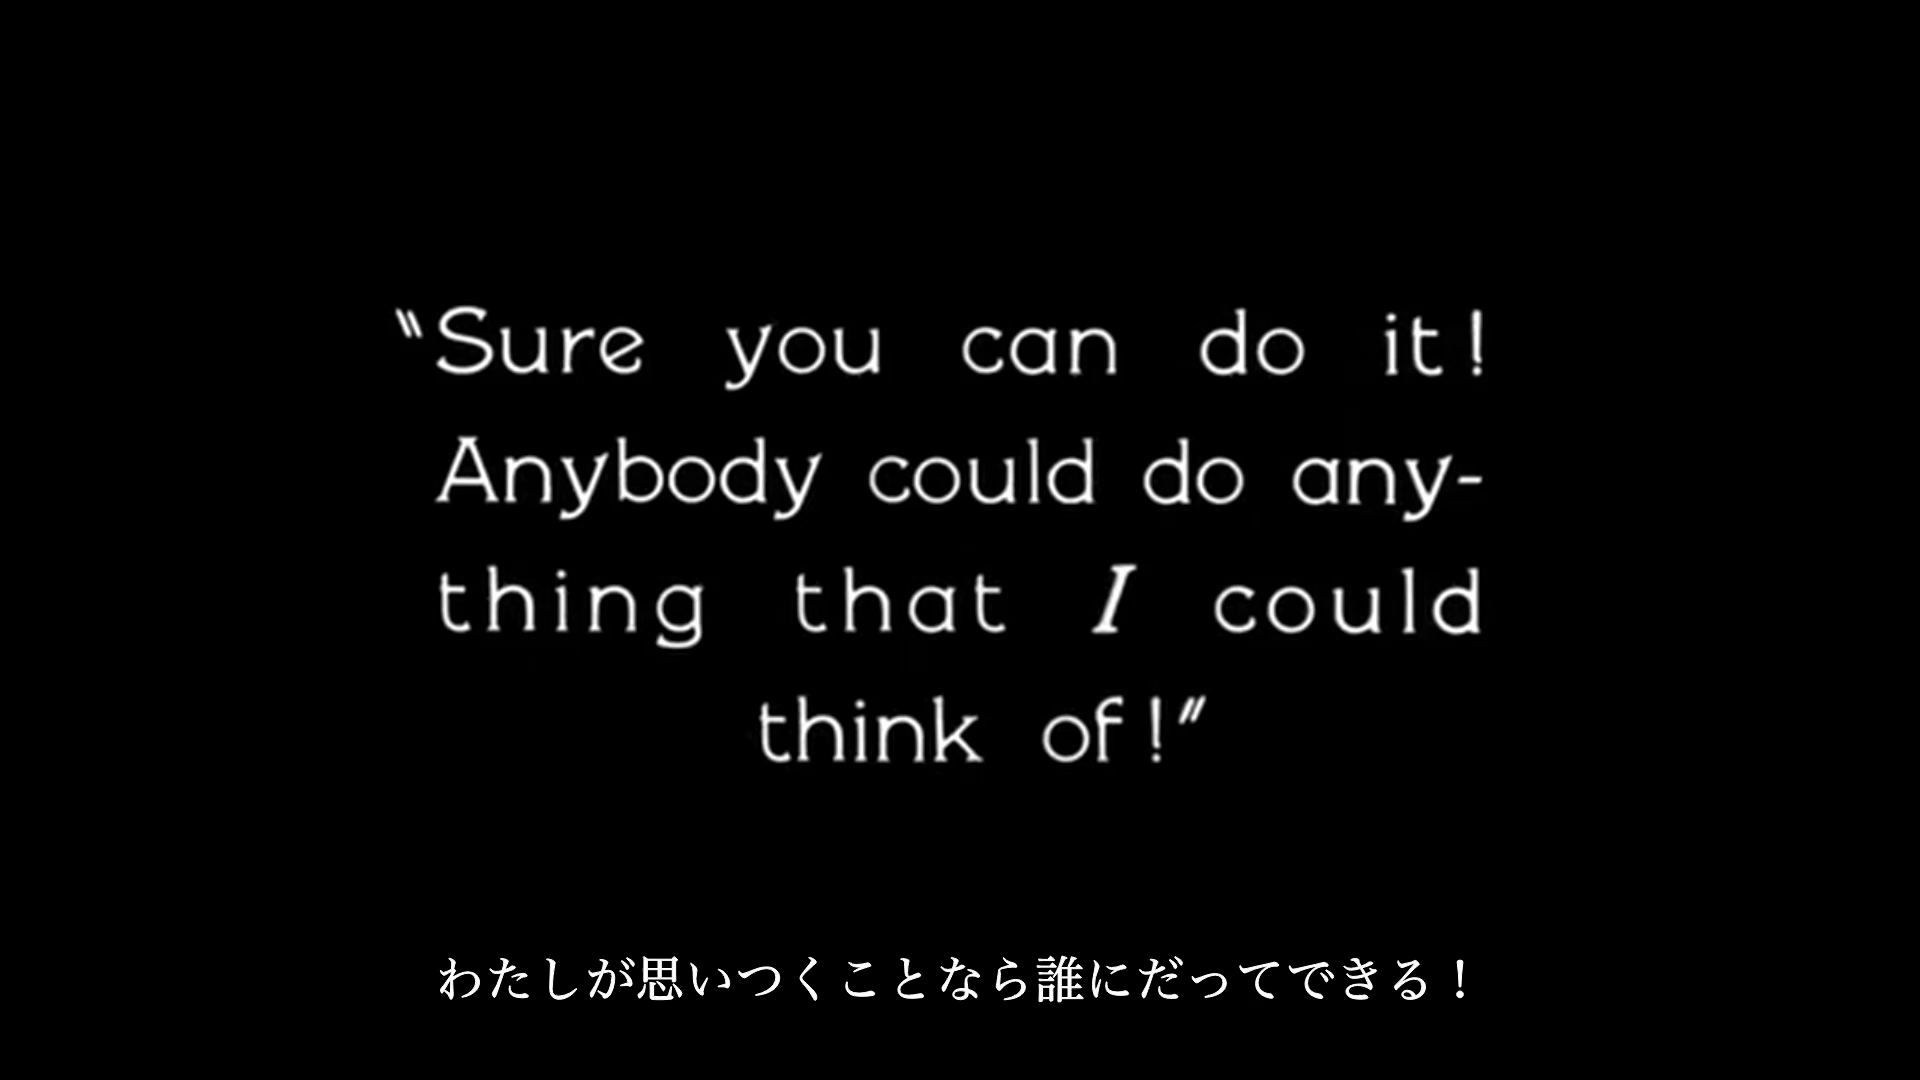 “Sure you can do it!
Anybody could do any-
thing that I could
think of!”
わたしが思いつくことなら誰にだってできる！